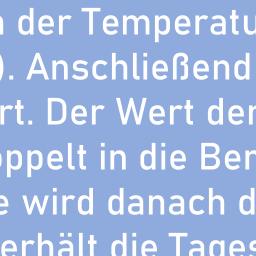 der Temperatu
). Anschließend
rt. Der Wert der
oppelt in die Ber
e wird danach d
erhält die Tages